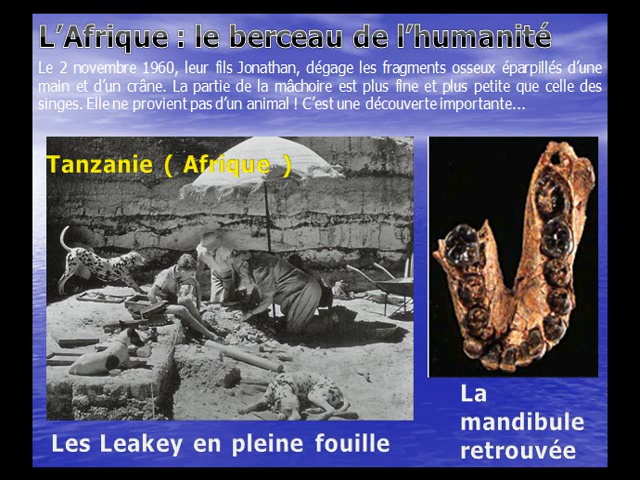 L'Afrique : le berceau de l'humanité
Le 2 novembre 1960, leur fils Jonathan, dégage les fragments osseux éparpillés d'une
main et d'un crâne. La partie de la mâchoire est plus fine et plus petite que celle des
singes. Elle ne provient pas d'un animal ! C'est une découverte importante...
Tanzanie ( Afrique )
Les Leakey en pleine fouille
La
mandibule
retrouvée